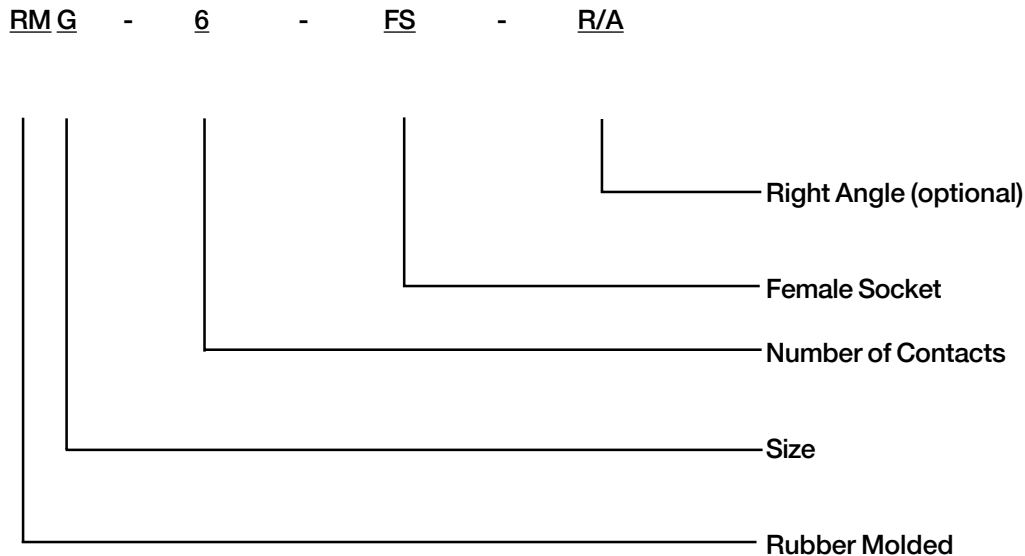 RM G - 6 - FS - R/A
Right Angle (optional)
Female Socket
Number of Contacts
Size
Rubber Molded